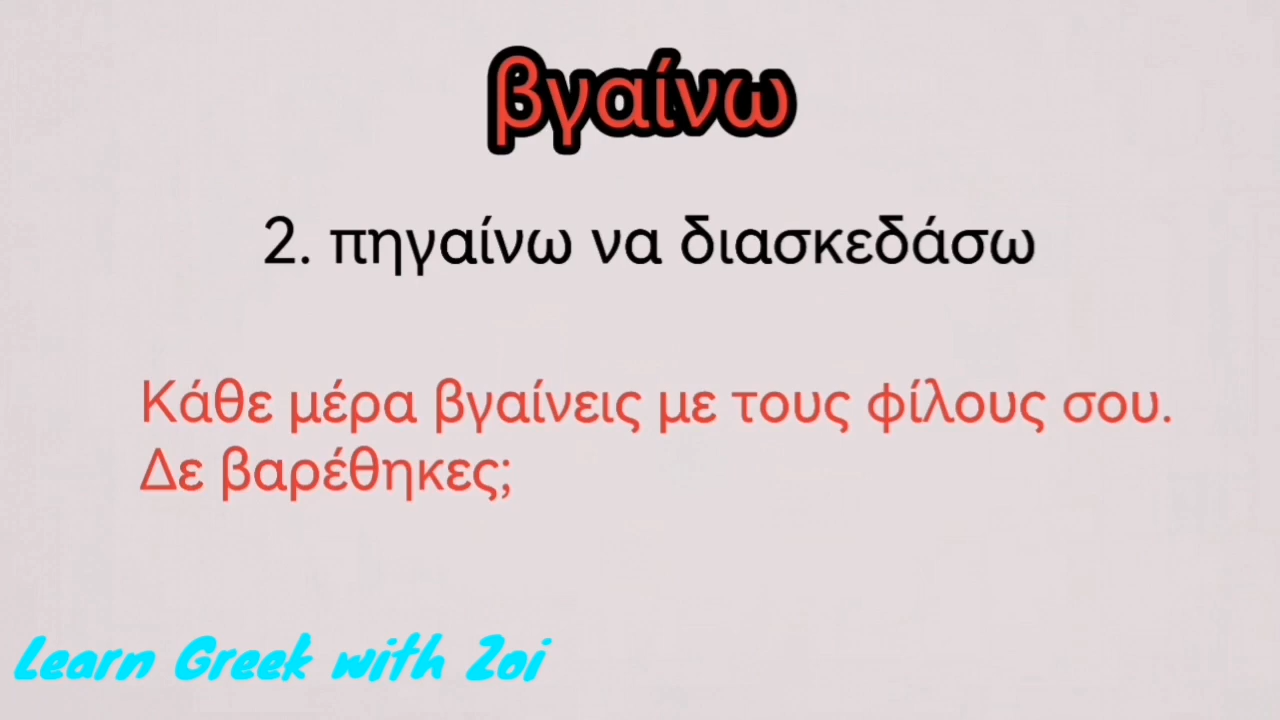 βγαίνω
2. πηγαίνω να διασκεδάσω
Κάθε μέρα βγαίνεις με τους φίλους σου.
Δε βαρέθηκες;
Learn Greek with Zoi